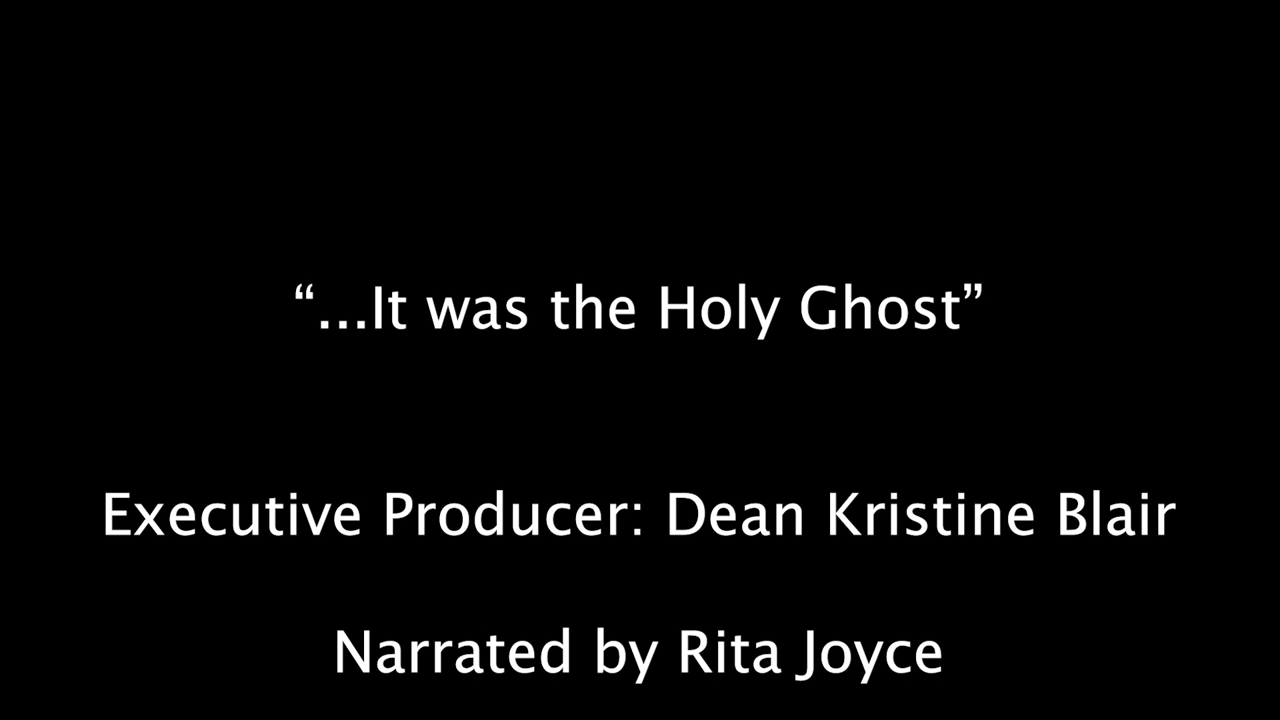 “...It was the Holy Ghost”
Executive Producer: Dean Kristine Blair
Narrated by Rita Joyce